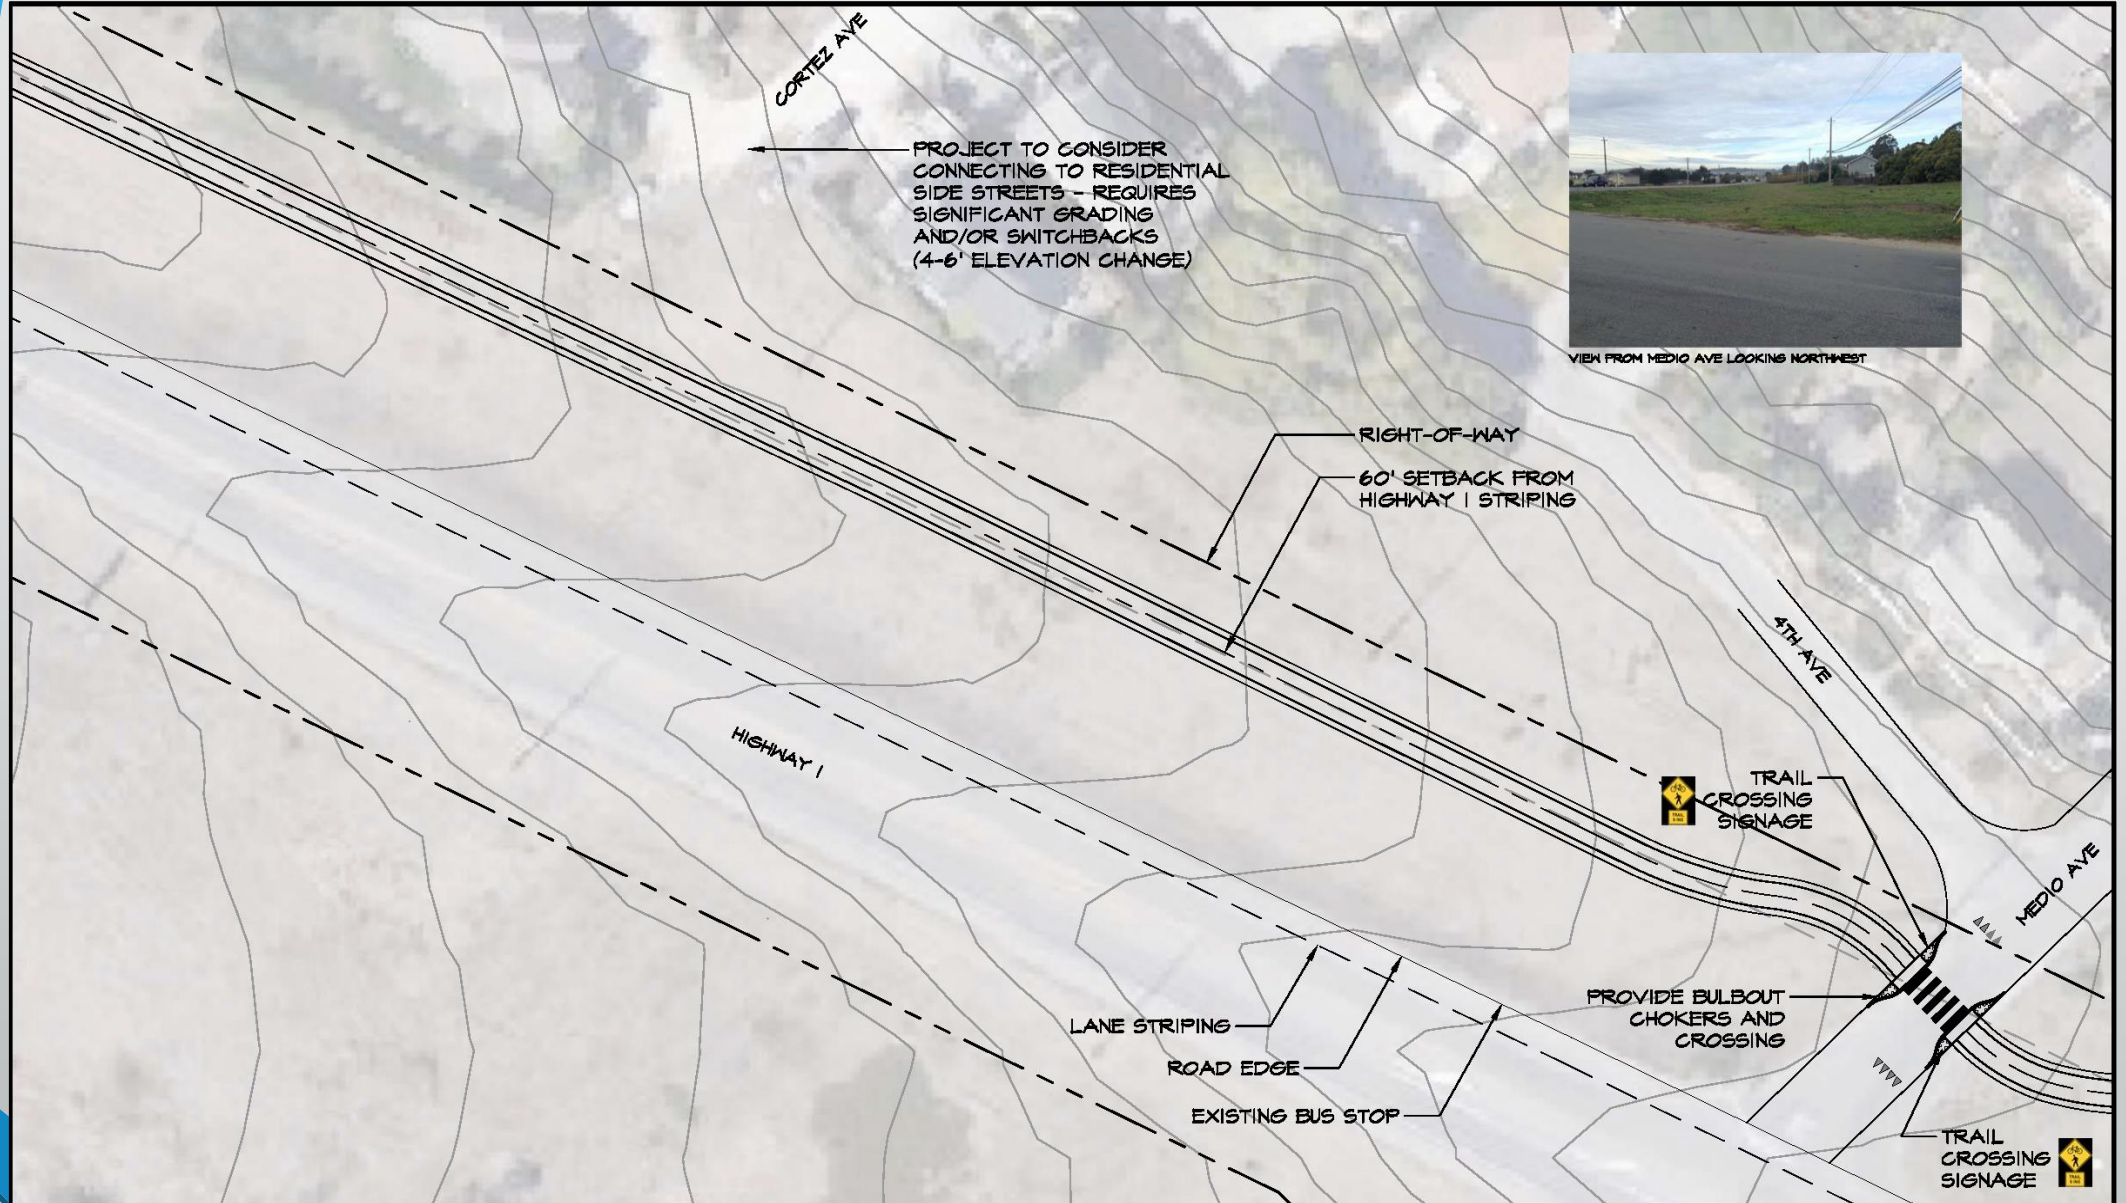 CORTEZ AVE
PROJECT TO CONSIDER
CONNECTING TO RESIDENTIAL
SIDE STREETS - REQUIRES
SIGNIFICANT GRADING
AND/OR SWITCHBACKS
(4-6' ELEVATION CHANGE)
VIEW FROM MEDIO AVE LOOKING NORTHWEST
RIGHT-OF-WAY
60' SETBACK FROM
HIGHWAY 1 STRIPING
4TH AVE
HIGHWAY 1
TRAIL
CROSSING
SIGNAGE
MEDIO AVE
PROVIDE BULBOUT
CHOKERS AND
CROSSING
LANE STRIPING
ROAD EDGE
EXISTING BUS STOP
TRAIL
CROSSING
SIGNAGE